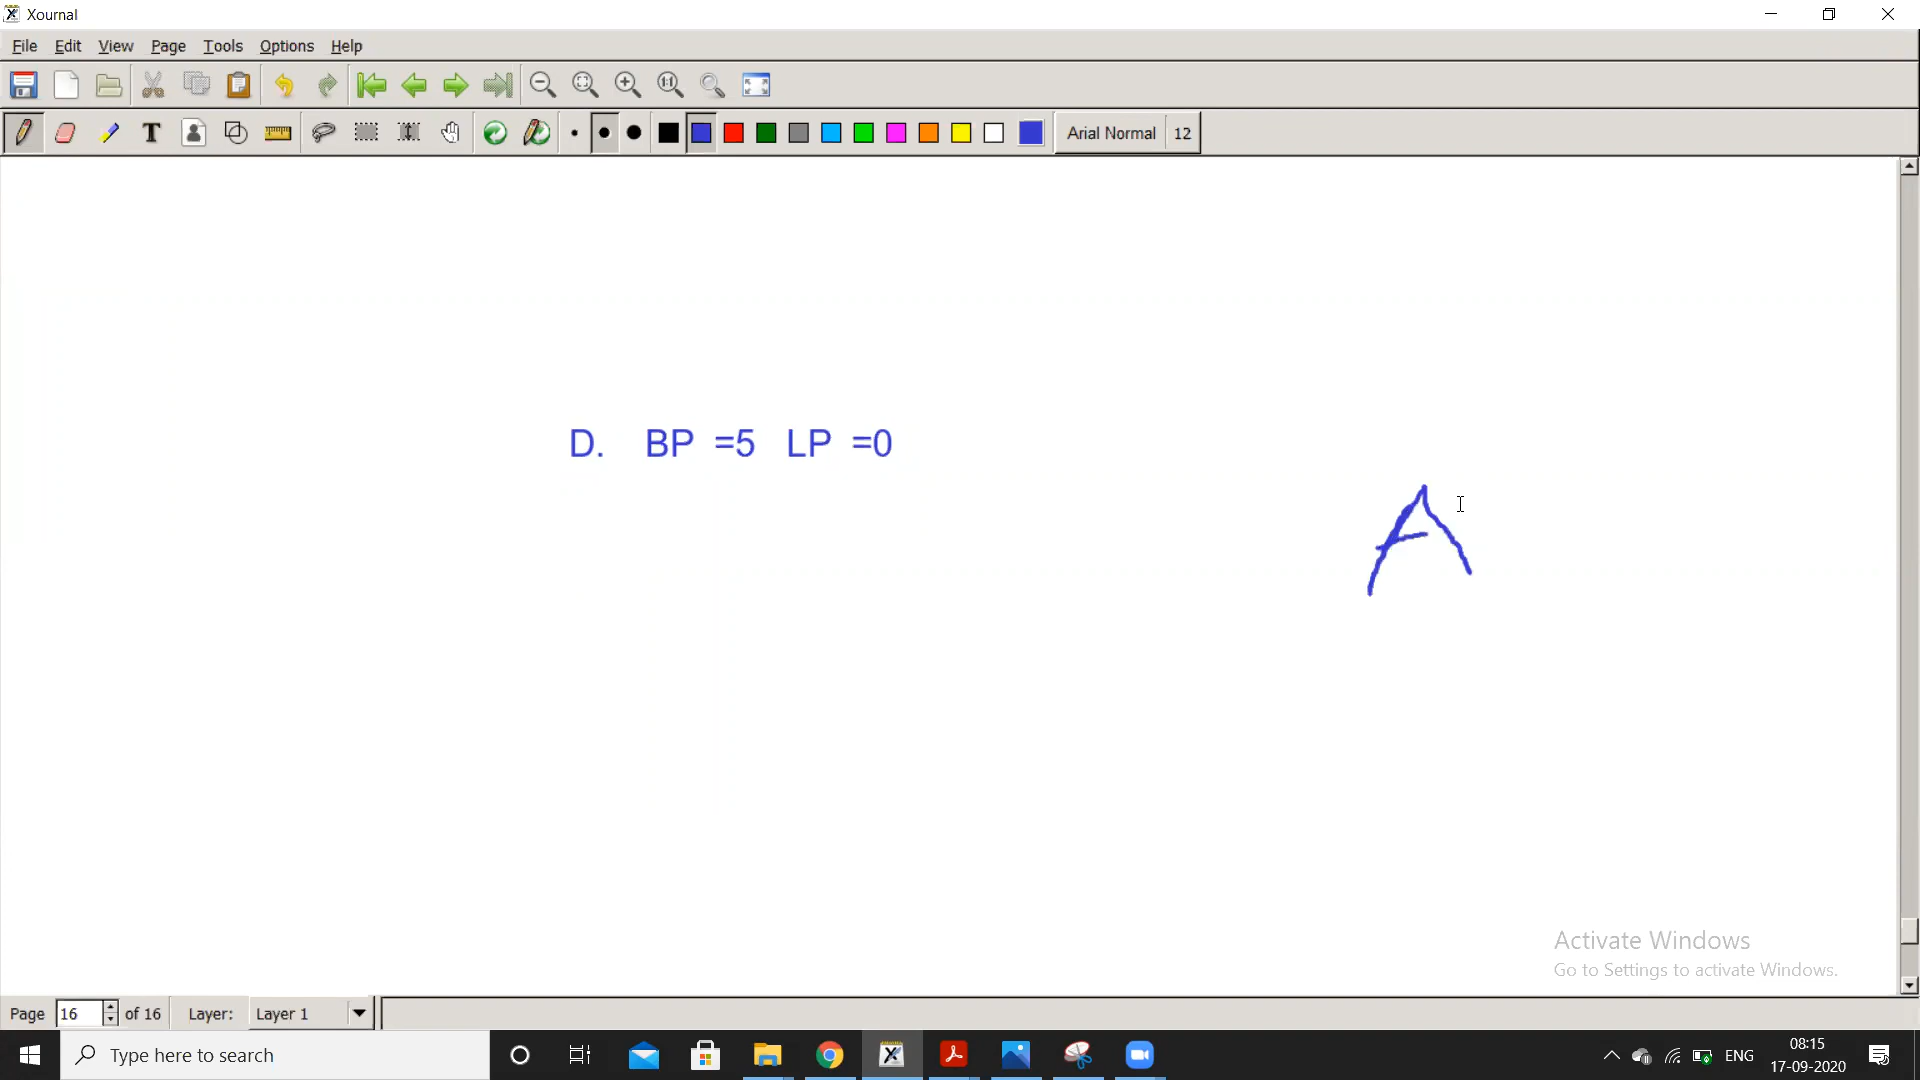 Xournal
File Edit View Page Tools Options Help
1:1
T Arial Normal 12
D. BP =5 LP =0
A
Activate Windows
Go to Settings to activate Windows.
Page 16 of 16 Layer: Layer 1
Type here to search
ENG
08:15
17-09-2020